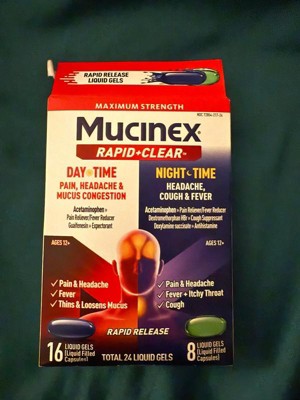 RAPID RELEASE
LIQUID GELS
MAXIMUM STRENGTH
Mucinex
RAPID+CLEAR
DAY TIME
PAIN, HEADACHE &
MUCUS CONGESTION
Acetaminophen •
Pain Reliever/Fever Reducer
Guaifenesin • Expectorant
AGES 12+
Pain & Headache
Fever
Thins & Loosens Mucus
NIGHT TIME
HEADACHE,
COUGH & FEVER
Acetaminophen • Pain Reliever/Fever Reducer
Dextromethorphan HBr • Cough Suppressant
Doxylamine succinate • Antihistamine
AGES 12+
Pain & Headache
Fever + Itchy Throat
Cough
RAPID RELEASE
16 LIQUID GELS
(Liquid Filled
Capsules)
TOTAL 24 LIQUID GELS
8 LIQUID GELS
(Liquid Filled
Capsules)